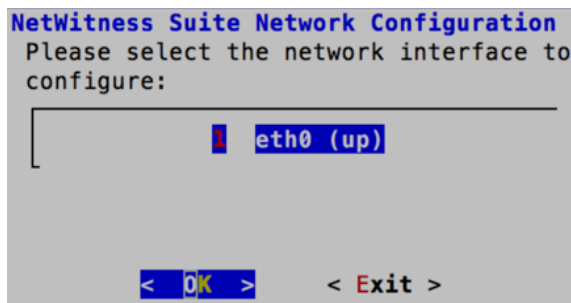 NetWitness Suite Network Configuration
Please select the network interface to
configure:
1 eth0 (up)
< OK > < Exit >